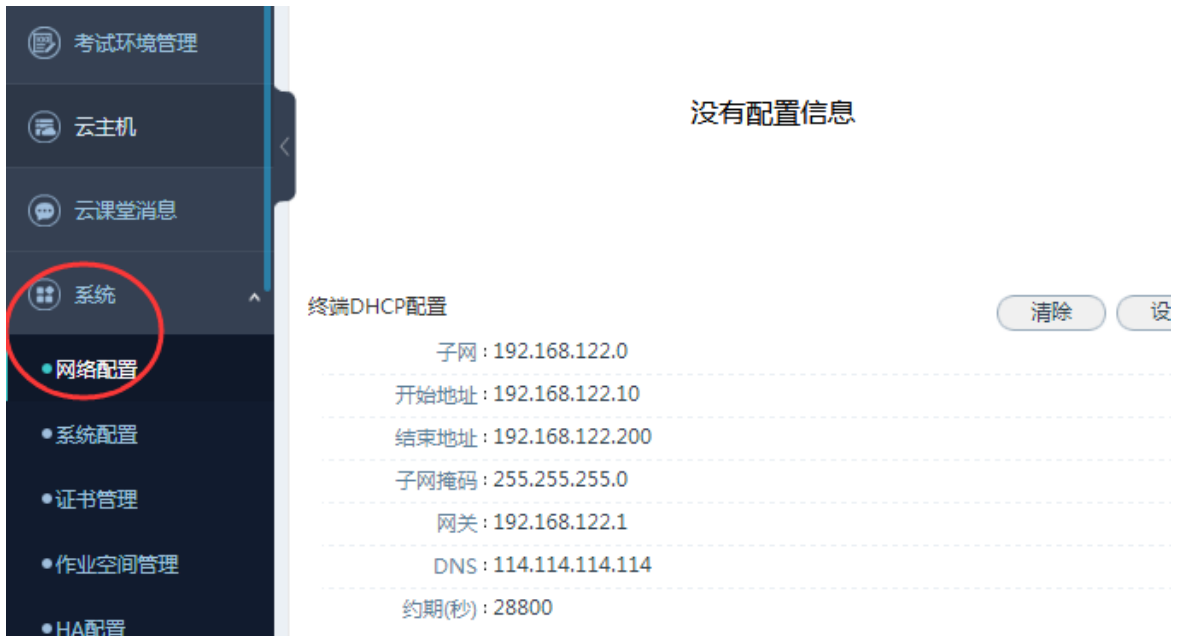 考试环境管理
云主机
云课堂消息
系统
网络配置
系统配置
证书管理
作业空间管理
HA配置
没有配置信息
终端DHCP配置
清除
设
子网：192.168.122.0
开始地址：192.168.122.10
结束地址：192.168.122.200
子网掩码：255.255.255.0
网关：192.168.122.1
DNS：114.114.114.114
约期(秒)：28800